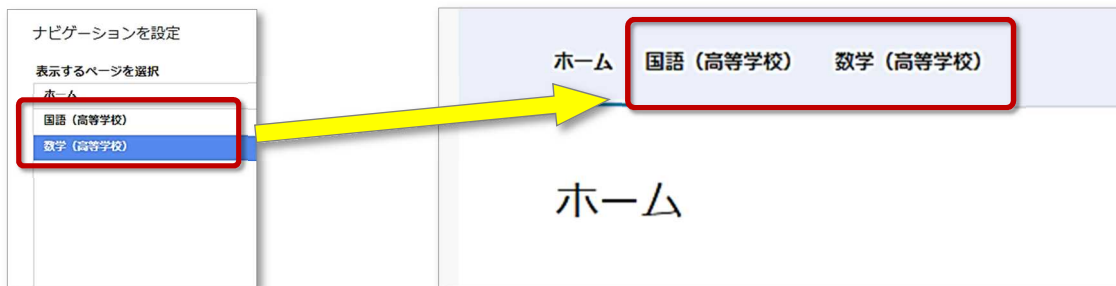 ナビゲーションを設定
表示するページを選択
ホーム
国語（高等学校）
数学（高等学校）
ホーム 国語（高等学校） 数学（高等学校）
ホーム